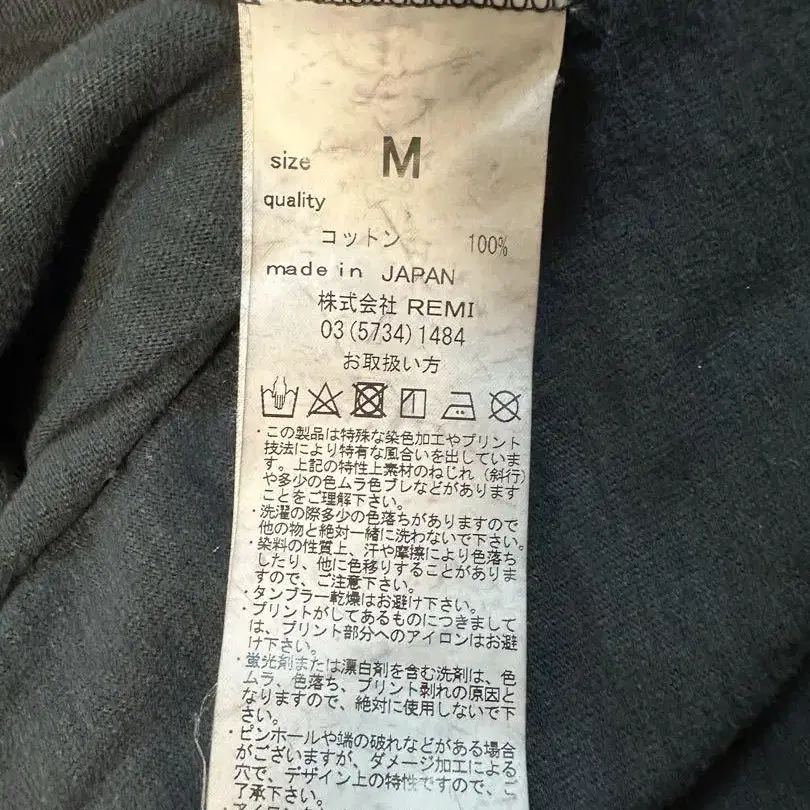 size M
quality
コットン 100%
made in JAPAN
株式会社 REMI
03(5734)1484
お取扱い方
・この製品は特殊な染色加工やプリント
技法により特有な風合いを出していま
す。上記の特性上素材のねじれ（斜行）
や多少の色ムラ色ブレなどがあります
ことをご理解下さい。
・洗濯の際多少の色落ちがありますので
他の物と絶対一緒に洗わないで下さい。
・染料の性質上、汗や摩擦により色落ち
したり、他に色移りすることがありま
すので、ご注意下さい。
・タンブラー乾燥はお避け下さい。
・プリントがしてあるものにつきまして
は、プリント部分へのアイロンはお避
け下さい。
・蛍光剤または漂白剤を含む洗剤は、色
ムラ、色落ち、プリント剥れの原因と
なりますので、絶対に使用しないで下
さい。
・ピンホールや端の破れなどがある場合
がございますが、ダメージ加工による
穴で、デザイン上の特性ですので、ご
了承下さい。